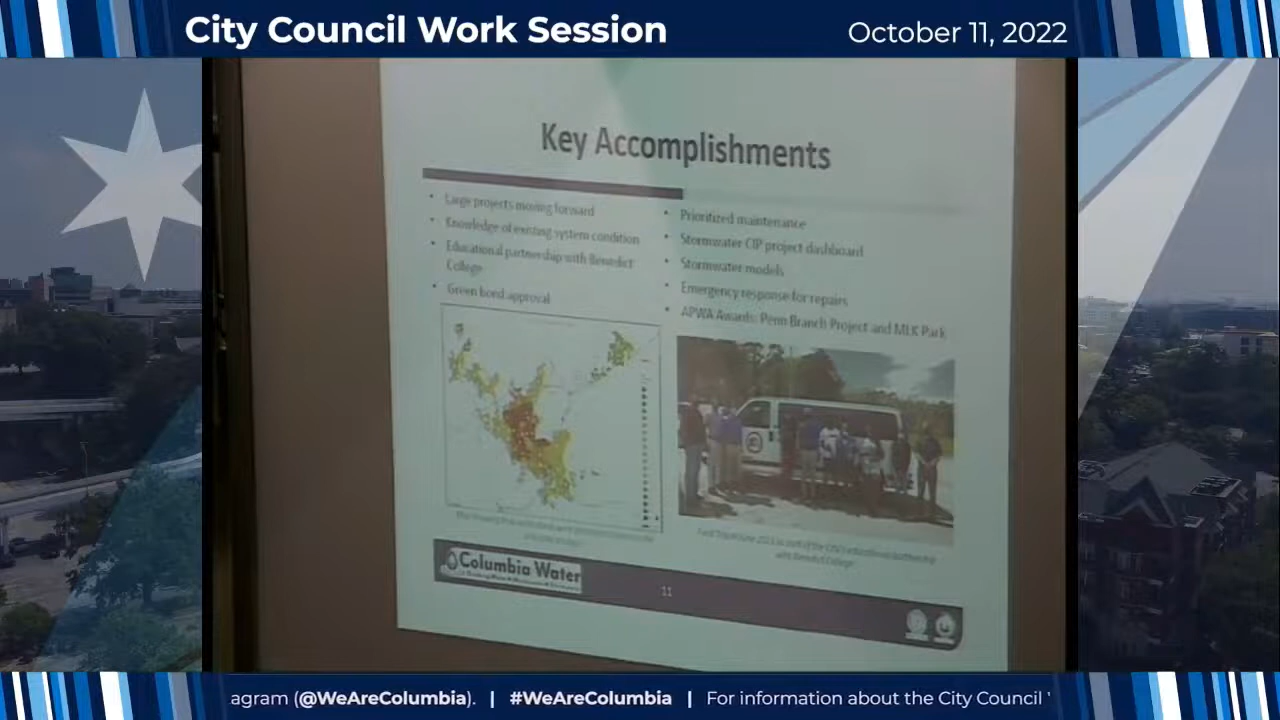 City Council Work Session
October 11, 2022
Key Accomplishments
• Large projects moving forward
• Knowledge of existing system condition
• Educational partnership with Benedict
College
• Green bond approval
• Prioritized maintenance
• Stormwater CIP project dashboard
• Stormwater models
• Emergency response for repairs
• APWA Awards: Penn Branch Project and MLK Park
with Benedict College
Columbia Water
11
agram (@WeAreColumbia). | #WeAreColumbia | For information about the City Council